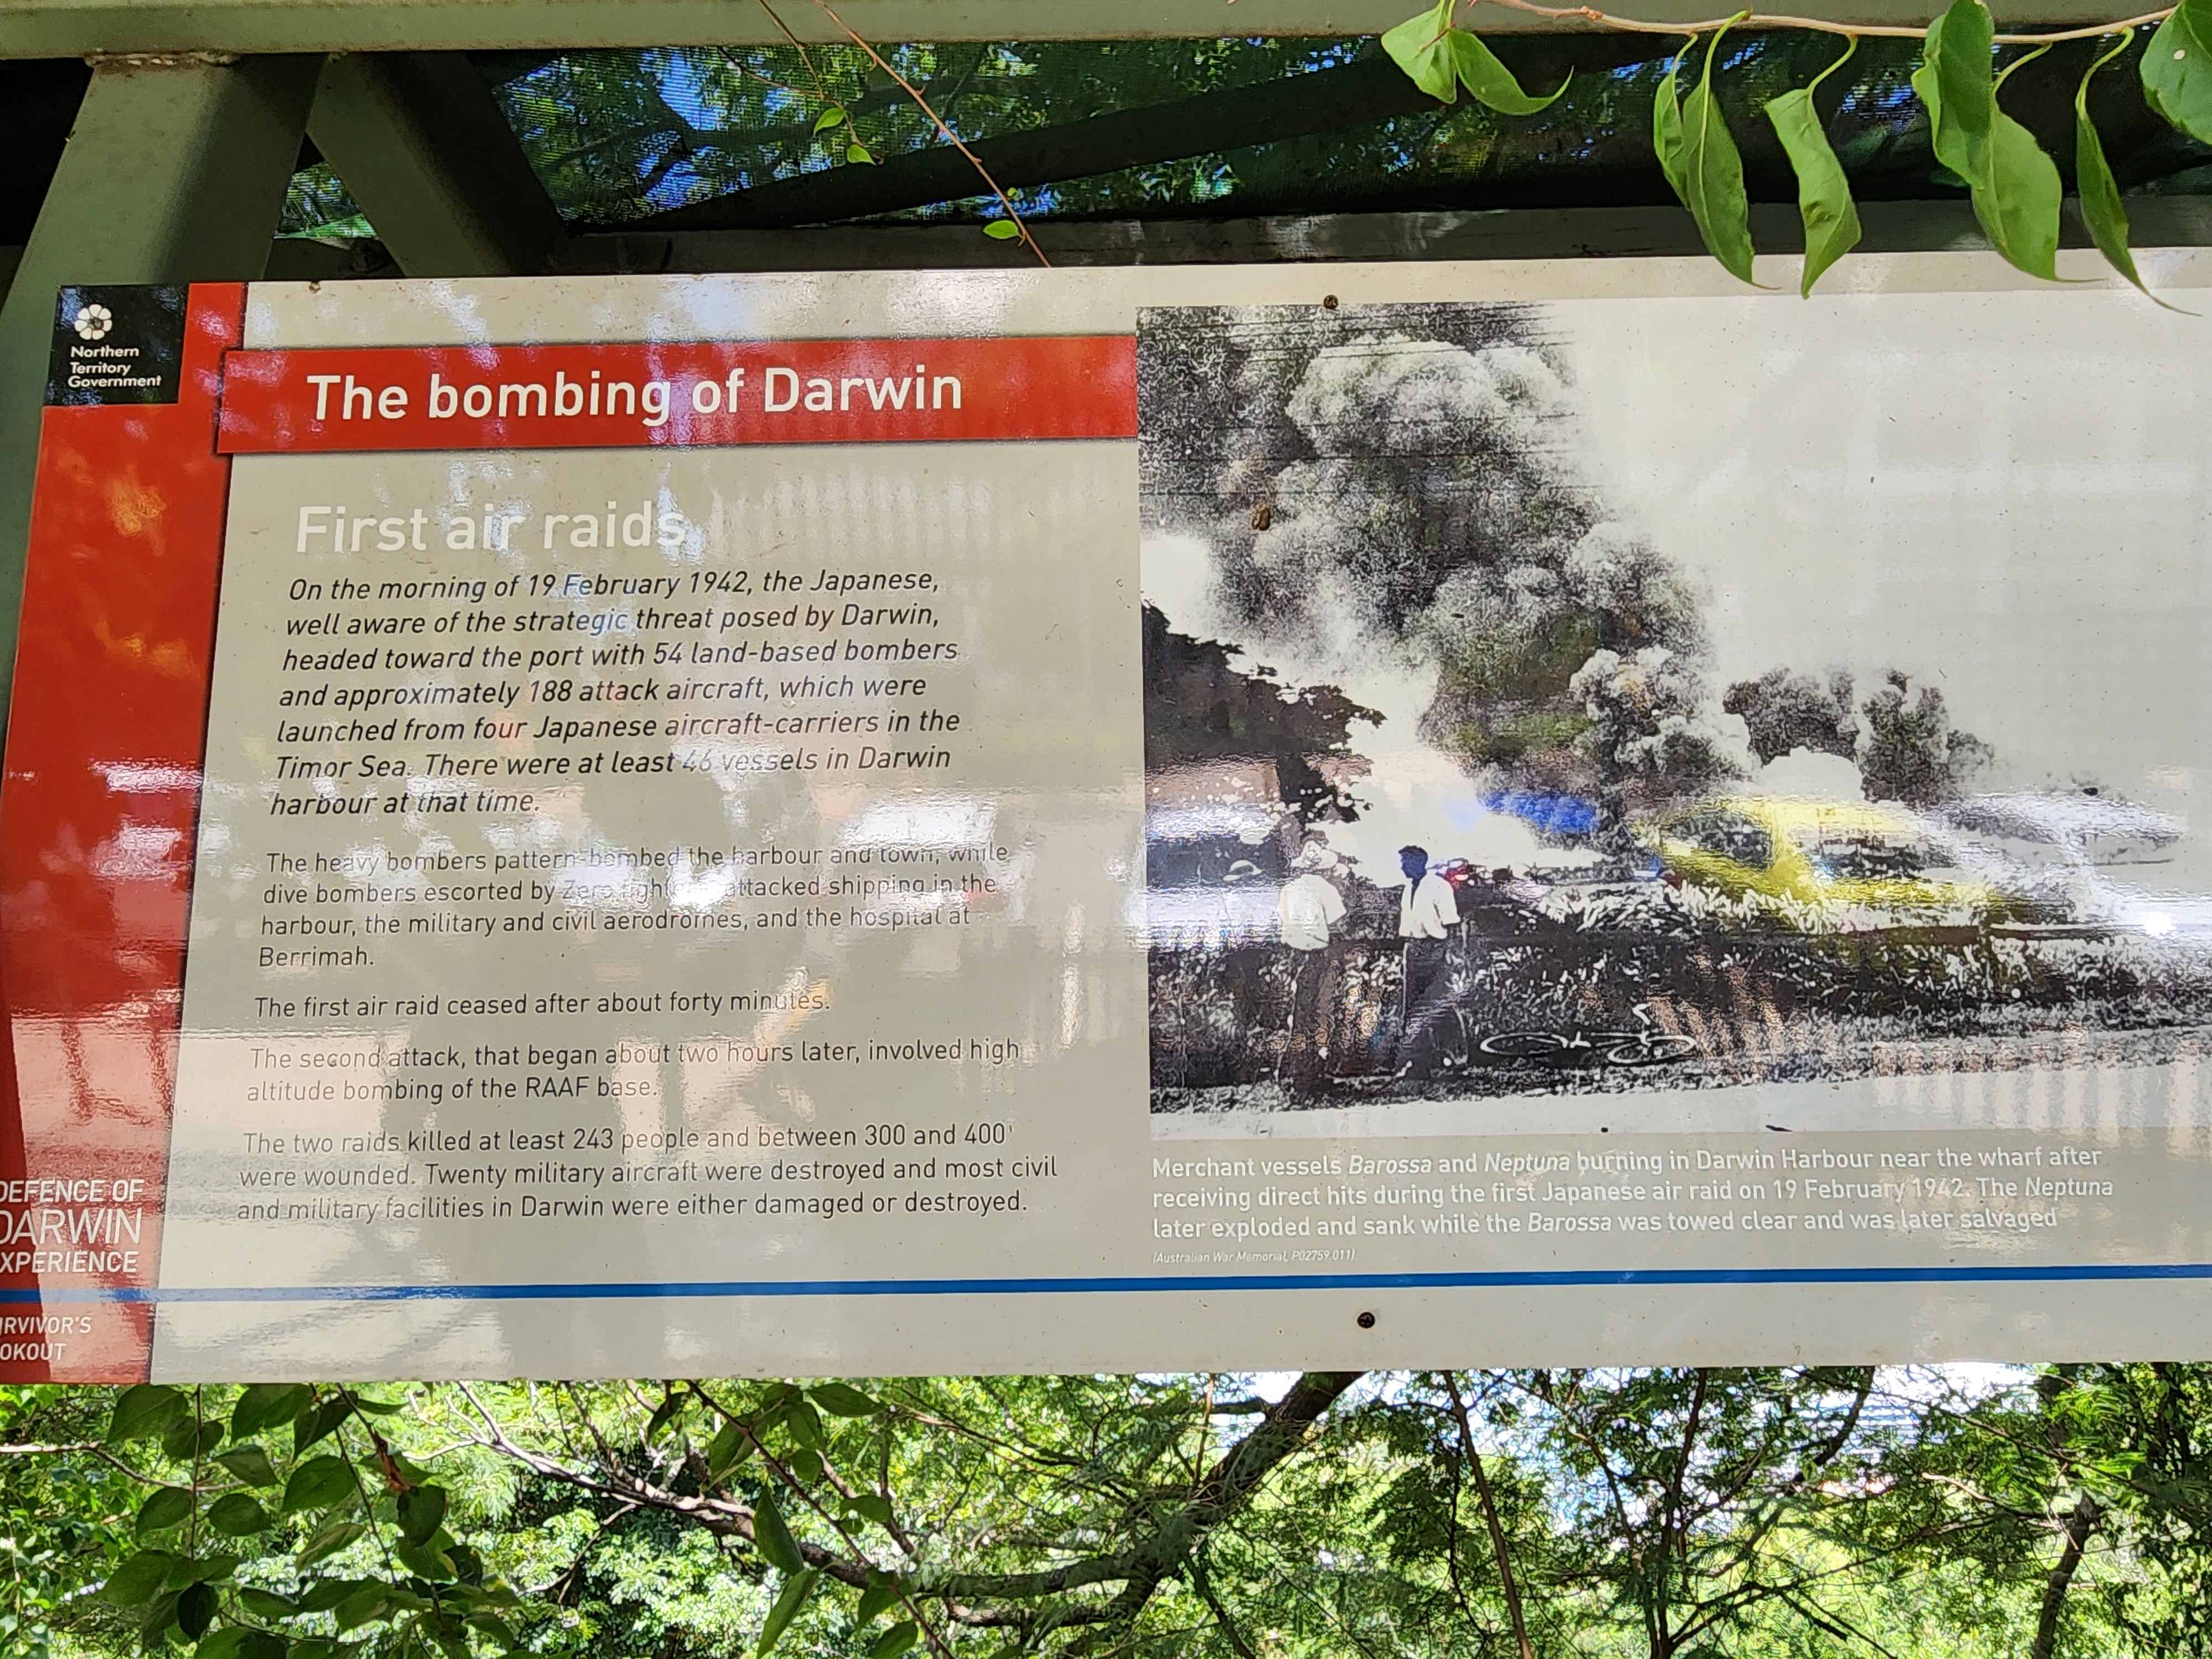 Northern
Territory
Government
The bombing of Darwin
First air raids
On the morning of 19 February 1942, the Japanese,
well aware of the strategic threat posed by Darwin,
headed toward the port with 54 land-based bombers
and approximately 188 attack aircraft, which were
launched from four Japanese aircraft-carriers in the
Timor Sea. There were at least 46 vessels in Darwin
harbour at that time.
The heavy bombers pattern-bombed the harbour and town, while
dive bombers escorted by Zero attacked shipping in the
harbour, the military and civil aerodromes, and the hospital at
Berrimah.
The first air raid ceased after about forty minutes.
The second attack, that began about two hours later, involved high
altitude bombing of the RAAF base.
The two raids killed at least 243 people and between 300 and 400
were wounded. Twenty military aircraft were destroyed and most civil
and military facilities in Darwin were either damaged or destroyed.
Merchant vessels Barossa and Neptuna burning in Darwin Harbour near the wharf after
receiving direct hits during the first Japanese air raid on 19 February 1942. The Neptuna
later exploded and sank while the Barossa was towed clear and was later salvaged
(Australian War Memorial, P02759.011).
DEFENCE OF
DARWIN
XPERIENCE
RVIVOR'S
OKOUT